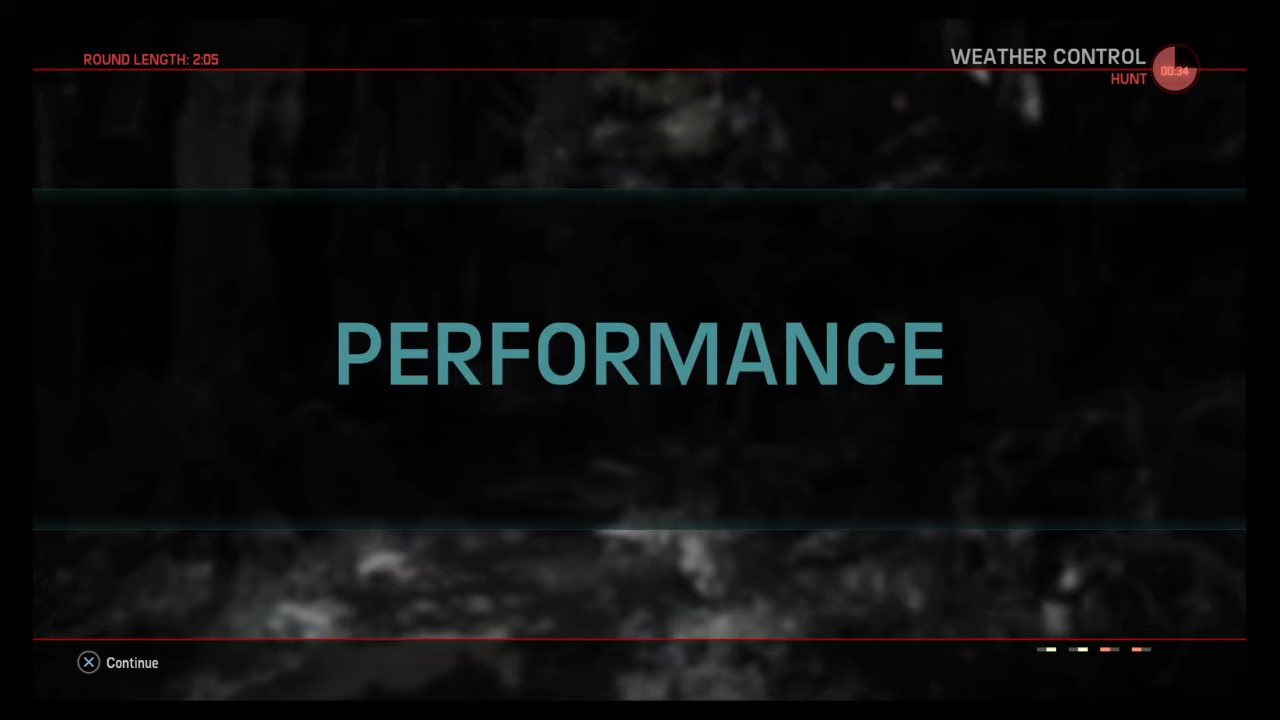 ROUND LENGTH: 2:05
WEATHER CONTROL
HUNT
00:34
PERFORMANCE
Continue